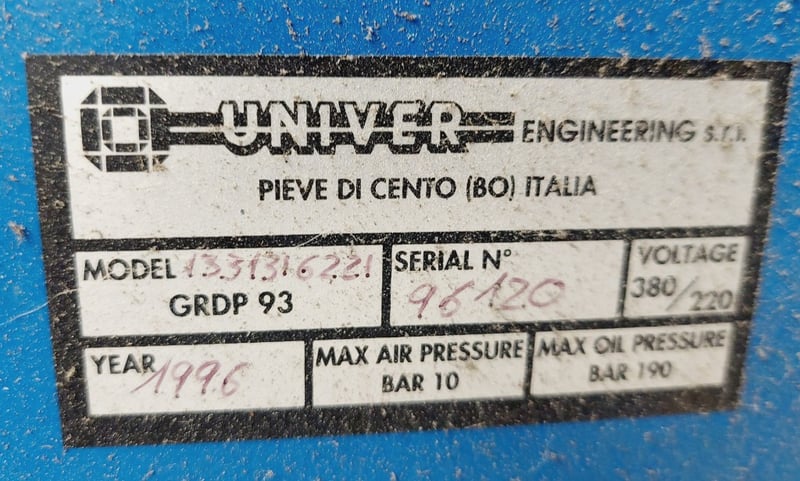 UNIVER ENGINEERING s.r.l.
PIEVE DI CENTO (BO) ITALIA
MODEL 1331316221
GRDP 93
SERIAL N°
96120
VOLTAGE
380/220
YEAR 1996
MAX AIR PRESSURE
BAR 10
MAX OIL PRESSURE
BAR 190